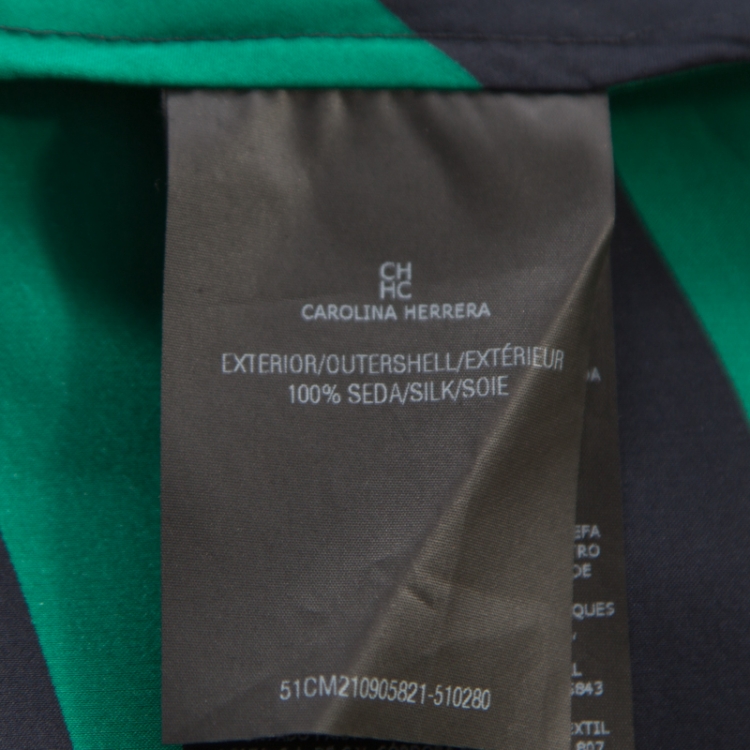 CH
HC
CAROLINA HERRERA
EXTERIOR/OUTERSHELL/EXTÉRIEUR
100% SEDA/SILK/SOIE
51CM210905821-510280